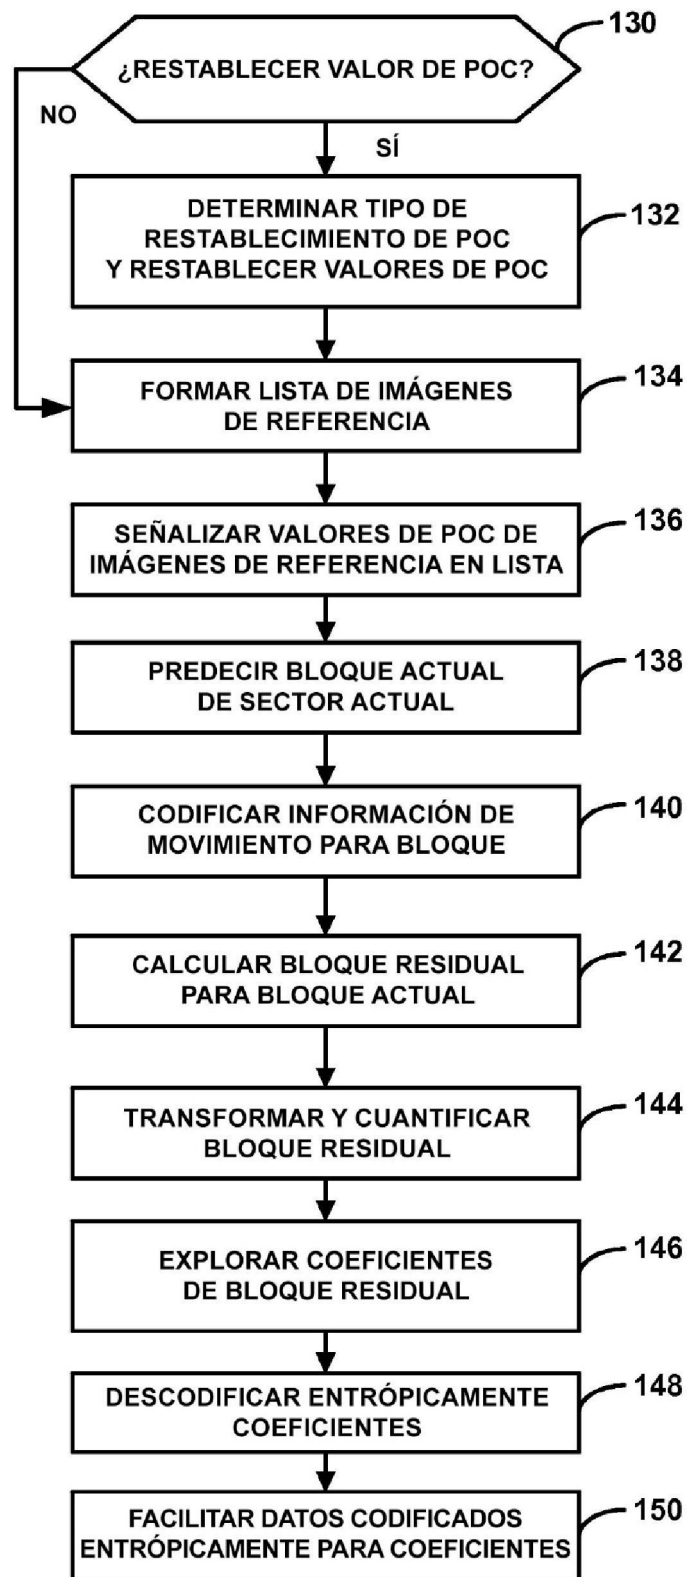 130
¿RESTABLECER VALOR DE POC?
NO
SÍ
DETERMINAR TIPO DE
RESTABLECIMIENTO DE POC
Y RESTABLECER VALORES DE POC
132
FORMAR LISTA DE IMÁGENES
DE REFERENCIA
134
SEÑALIZAR VALORES DE POC DE
IMÁGENES DE REFERENCIA EN LISTA
136
PREDECIR BLOQUE ACTUAL
DE SECTOR ACTUAL
138
CODIFICAR INFORMACIÓN DE
MOVIMIENTO PARA BLOQUE
140
CALCULAR BLOQUE RESIDUAL
PARA BLOQUE ACTUAL
142
TRANSFORMAR Y CUANTIFICAR
BLOQUE RESIDUAL
144
EXPLORAR COEFICIENTES
DE BLOQUE RESIDUAL
146
DESCODIFICAR ENTRÓPICAMENTE
COEFICIENTES
148
FACILITAR DATOS CODIFICADOS
ENTRÓPICAMENTE PARA COEFICIENTES
150